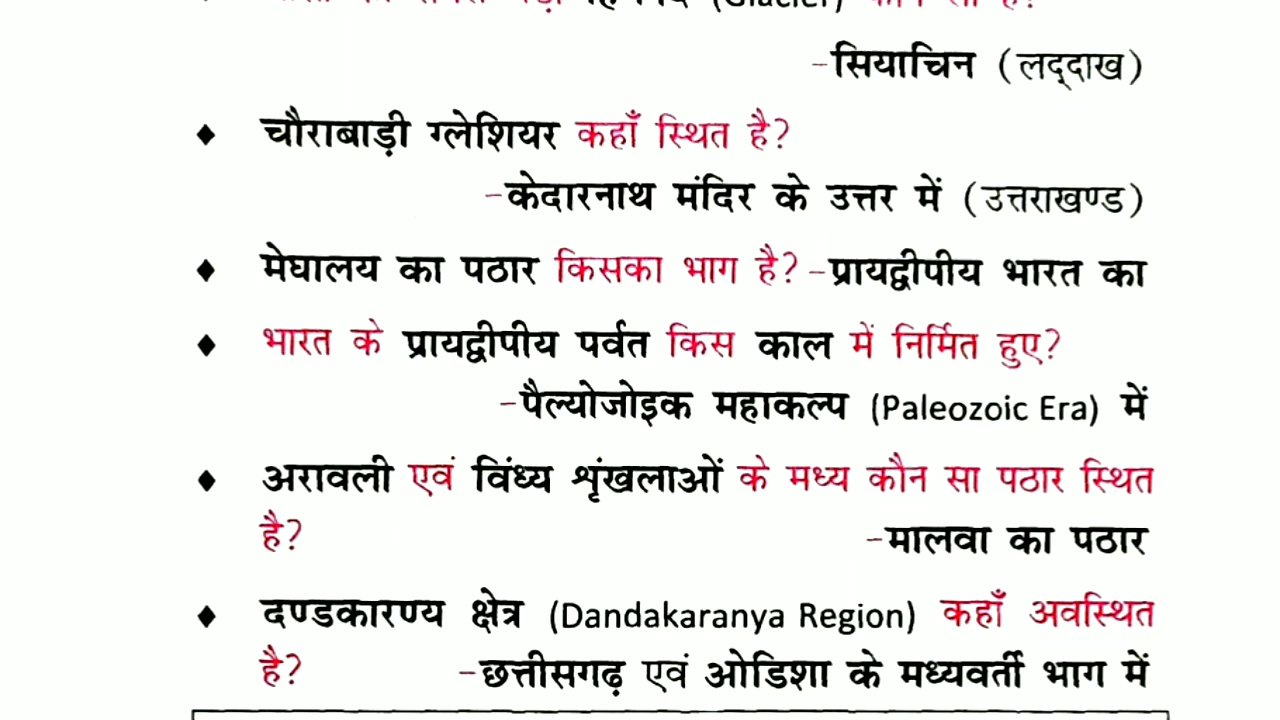 (Glacier)
–सियाचिन (लद्दाख)
♦ चौराबाड़ी ग्लेशियर कहाँ स्थित है?
–केदारनाथ मंदिर के उत्तर में (उत्तराखण्ड)
♦ मेघालय का पठार किसका भाग है? –प्रायद्वीपीय भारत का
♦ भारत के प्रायद्वीपीय पर्वत किस काल में निर्मित हुए?
–पैल्योजोइक महाकल्प (Paleozoic Era) में
♦ अरावली एवं विंध्य शृंखलाओं के मध्य कौन सा पठार स्थित
है? –मालवा का पठार
♦ दण्डकारण्य क्षेत्र (Dandakaranya Region) कहाँ अवस्थित
है? –छत्तीसगढ़ एवं ओडिशा के मध्यवर्ती भाग में